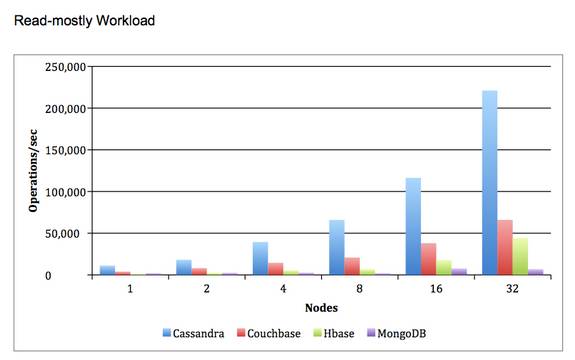 Read-mostly Workload
250,000
200,000
150,000
100,000
50,000
0
Operations/sec
1 2 4 8 16 32
Nodes
Cassandra Couchbase Hbase MongoDB